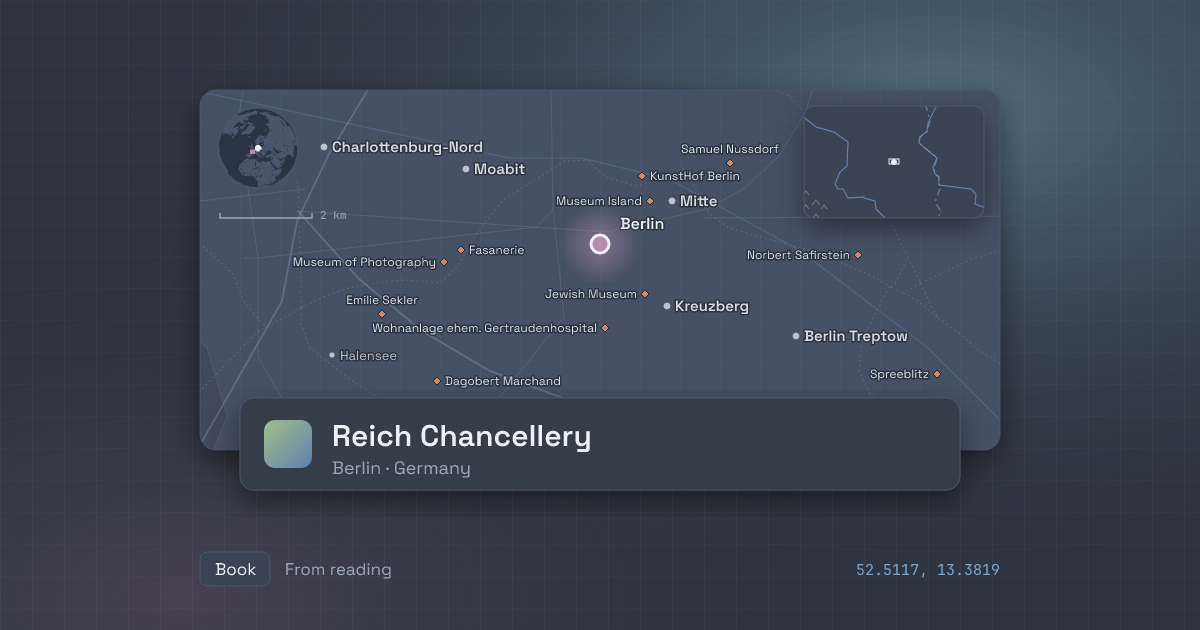 Charlottenburg-Nord
Moabit
Samuel Nussdorf
KunstHof Berlin
Museum Island
Mitte
2 km
Berlin
Fasanerie
Museum of Photography
Norbert Safirstein
Jewish Museum
Emilie Sekler
Kreuzberg
Wohnanlage ehem. Gertraudenhospital
Berlin Treptow
Halensee
Spreeblitz
Dagobert Marchand
Reich Chancellery
Berlin · Germany
Book
From reading
52.5117, 13.3819